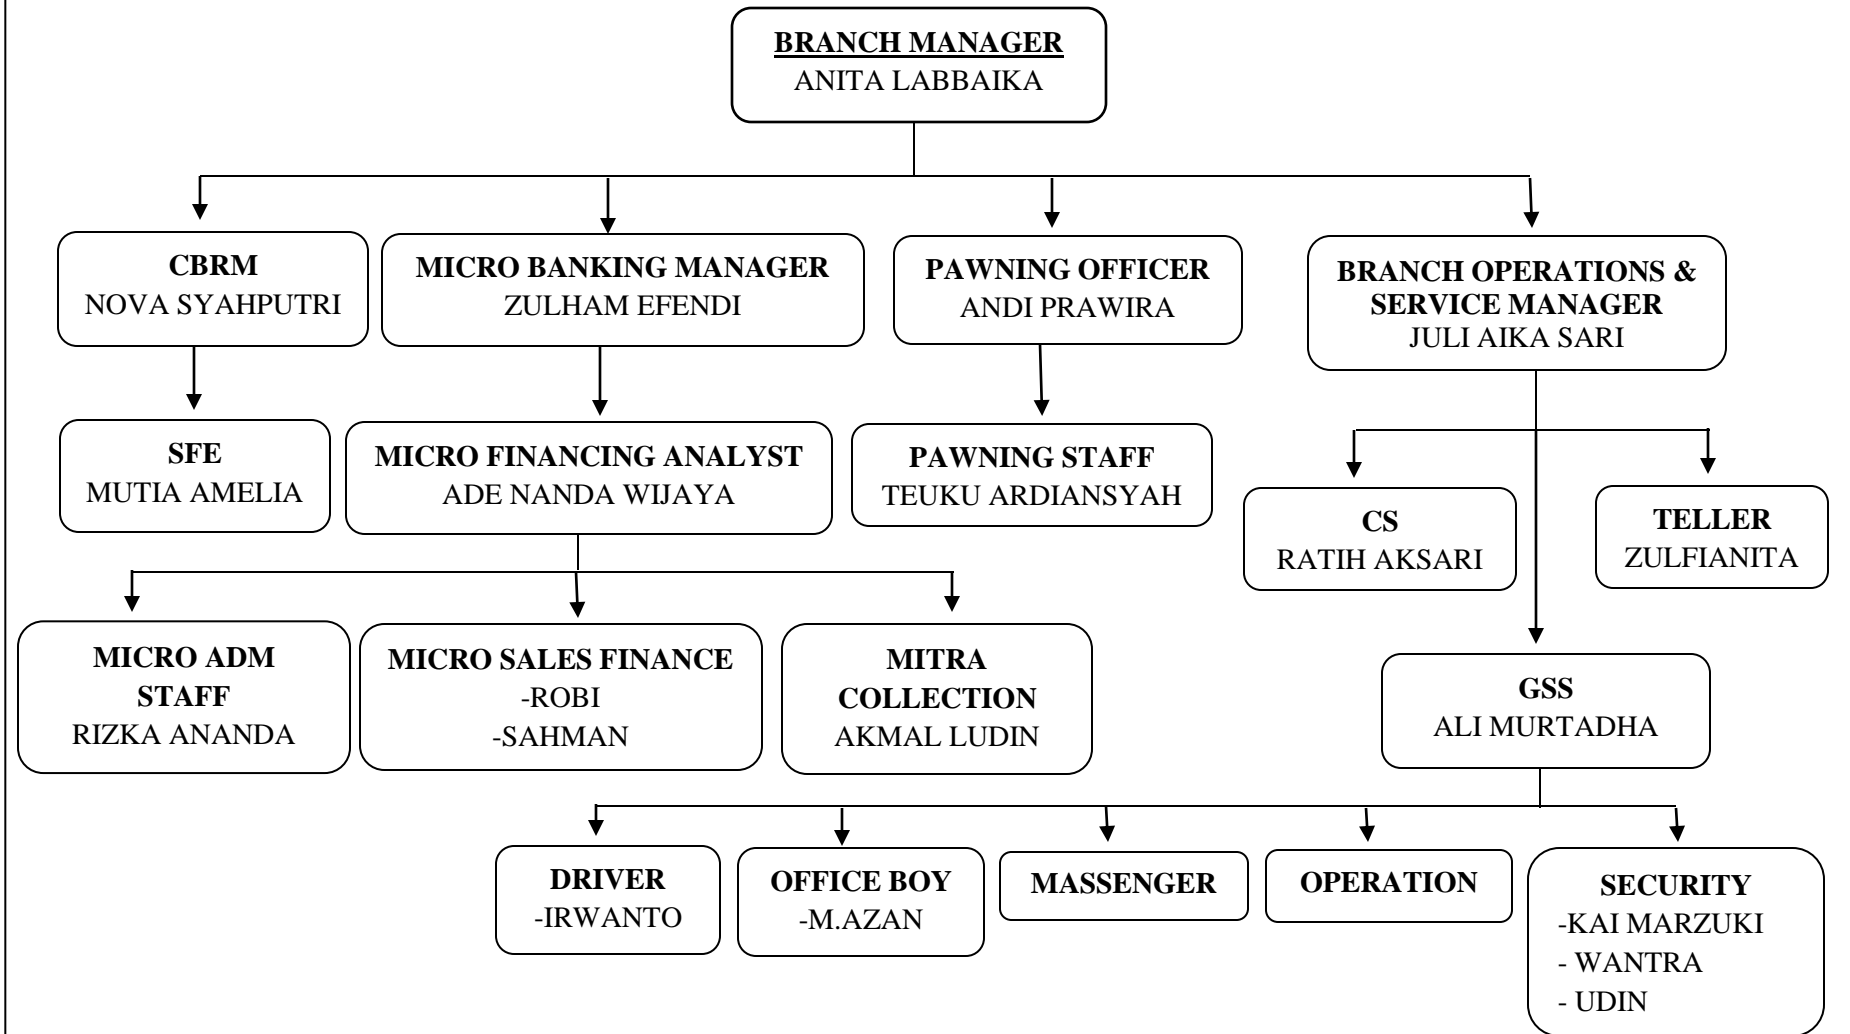 BRANCH MANAGER
ANITA LABBAIKA
CBRM
NOVA SYAHPUTRI
MICRO BANKING MANAGER
ZULHAM EFENDI
PAWNING OFFICER
ANDI PRAWIRA
BRANCH OPERATIONS &
SERVICE MANAGER
JULI AIKA SARI
SFE
MUTIA AMELIA
MICRO FINANCING ANALYST
ADE NANDA WIJAYA
PAWNING STAFF
TEUKU ARDIANSYAH
CS
RATIH AKSARI
TELLER
ZULFIANITA
MICRO ADM
STAFF
RIZKA ANANDA
MICRO SALES FINANCE
-ROBI
-SAHMAN
MITRA
COLLECTION
AKMAL LUDIN
GSS
ALI MURTADHA
DRIVER
-IRWANTO
OFFICE BOY
-M.AZAN
MASSENGER
OPERATION
SECURITY
-KAI MARZUKI
- WANTRA
- UDIN